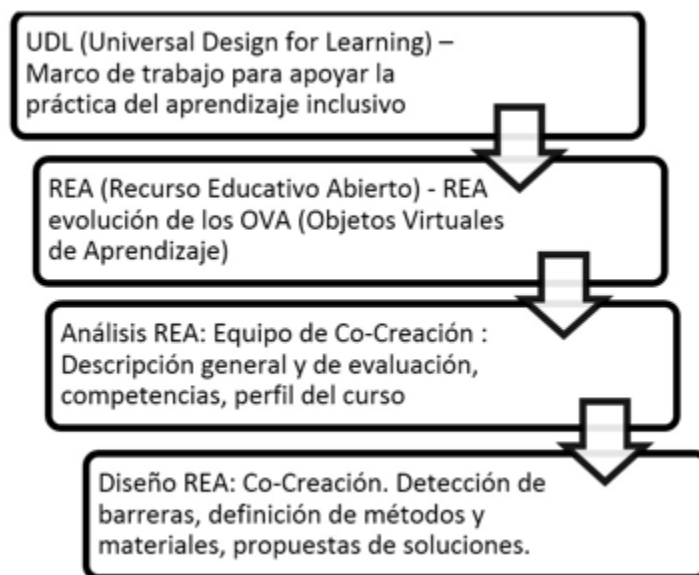 UDL (Universal Design for Learning) –
Marco de trabajo para apoyar la
práctica del aprendizaje inclusivo
REA (Recurso Educativo Abierto) - REA
evolución de los OVA (Objetos Virtuales
de Aprendizaje)
Análisis REA: Equipo de Co-Creación :
Descripción general y de evaluación,
competencias, perfil del curso
Diseño REA: Co-Creación. Detección de
barreras, definición de métodos y
materiales, propuestas de soluciones.